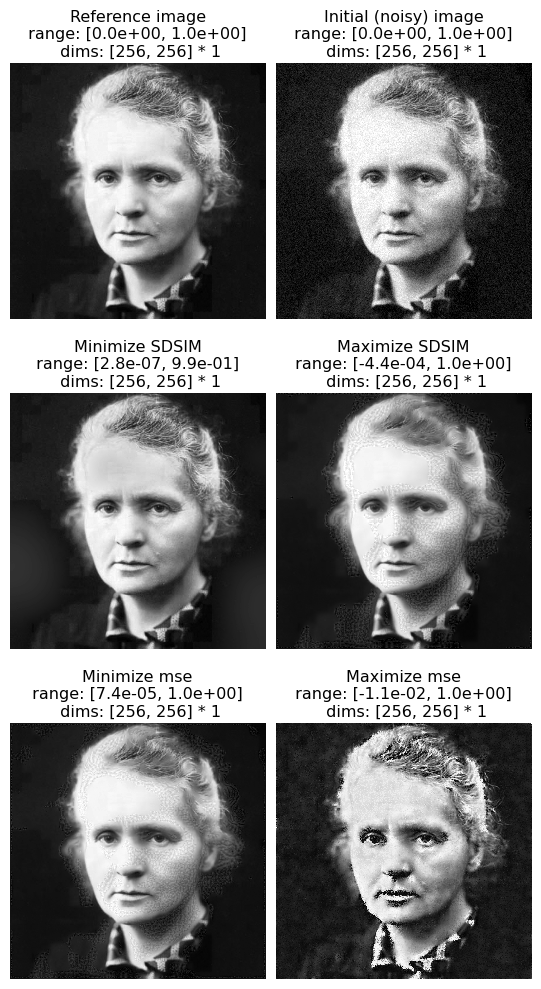 Reference image
range: [0.0e+00, 1.0e+00]
dims: [256, 256] * 1
Initial (noisy) image
range: [0.0e+00, 1.0e+00]
dims: [256, 256] * 1
Minimize SDSIM
range: [2.8e-07, 9.9e-01]
dims: [256, 256] * 1
Maximize SDSIM
range: [-4.4e-04, 1.0e+00]
dims: [256, 256] * 1
Minimize mse
range: [7.4e-05, 1.0e+00]
dims: [256, 256] * 1
Maximize mse
range: [-1.1e-02, 1.0e+00]
dims: [256, 256] * 1